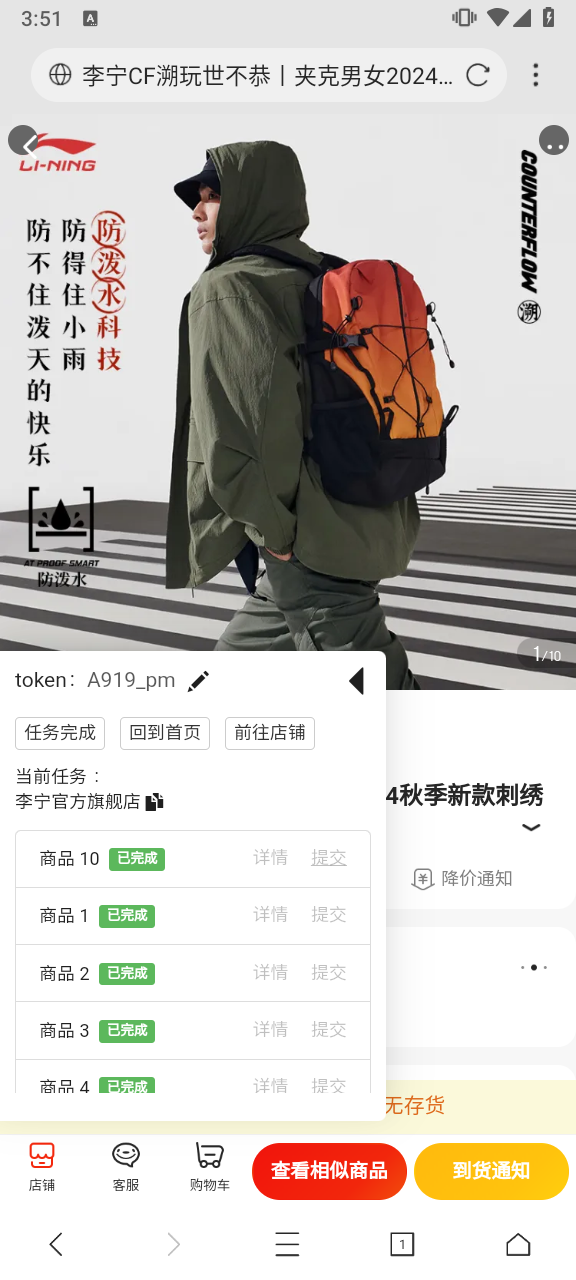 3:51
A
李宁CF溯玩世不恭丨夹克男女2024...
LI-NING
防泼水科技
防得住小雨
防不住泼天的快乐
COUNTERFLOW
溯
AT PROOF SMART
防泼水
1/10
token： A919_pm
任务完成 回到首页 前往店铺
当前任务：
李宁官方旗舰店
4秋季新款刺绣
商品 10 已完成 详情 提交
降价通知
商品 1 已完成 详情 提交
商品 2 已完成 详情 提交
商品 3 已完成 详情 提交
商品 4 已完成 详情 提交
无存货
店铺 客服 购物车 查看相似商品 到货通知
1